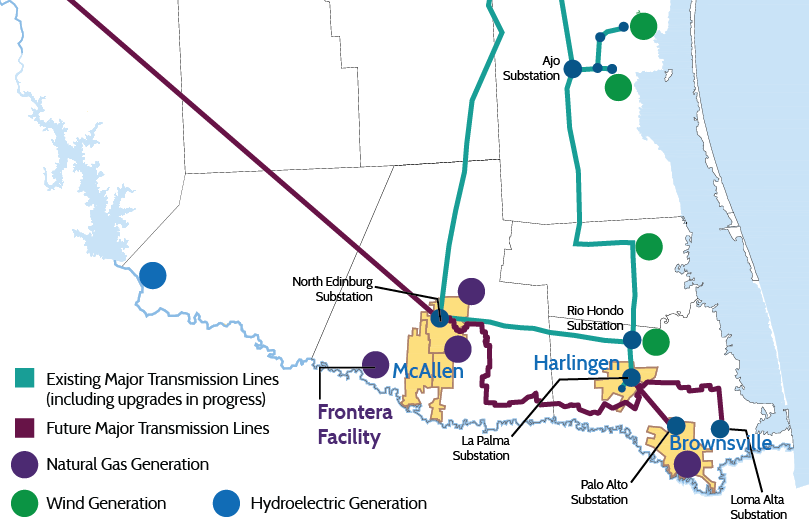 Ajo
Substation
North Edinburg
Substation
Rio Hondo
Substation
Harlingen
McAllen
Existing Major Transmission Lines
(including upgrades in progress)
Frontera
Facility
Future Major Transmission Lines
La Palma
Substation
Brownsville
Natural Gas Generation
Palo Alto
Substation
Loma Alta
Substation
Wind Generation
Hydroelectric Generation